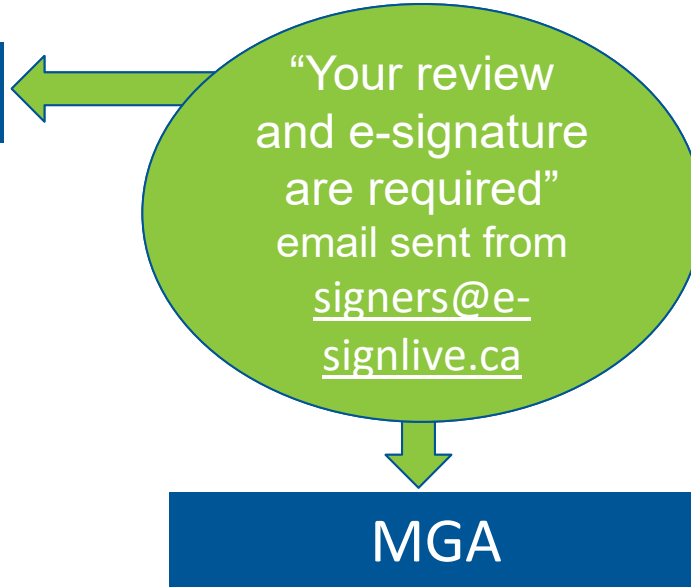 “Your review
and e-signature
are required”
email sent from
signers@e-
signlive.ca
MGA